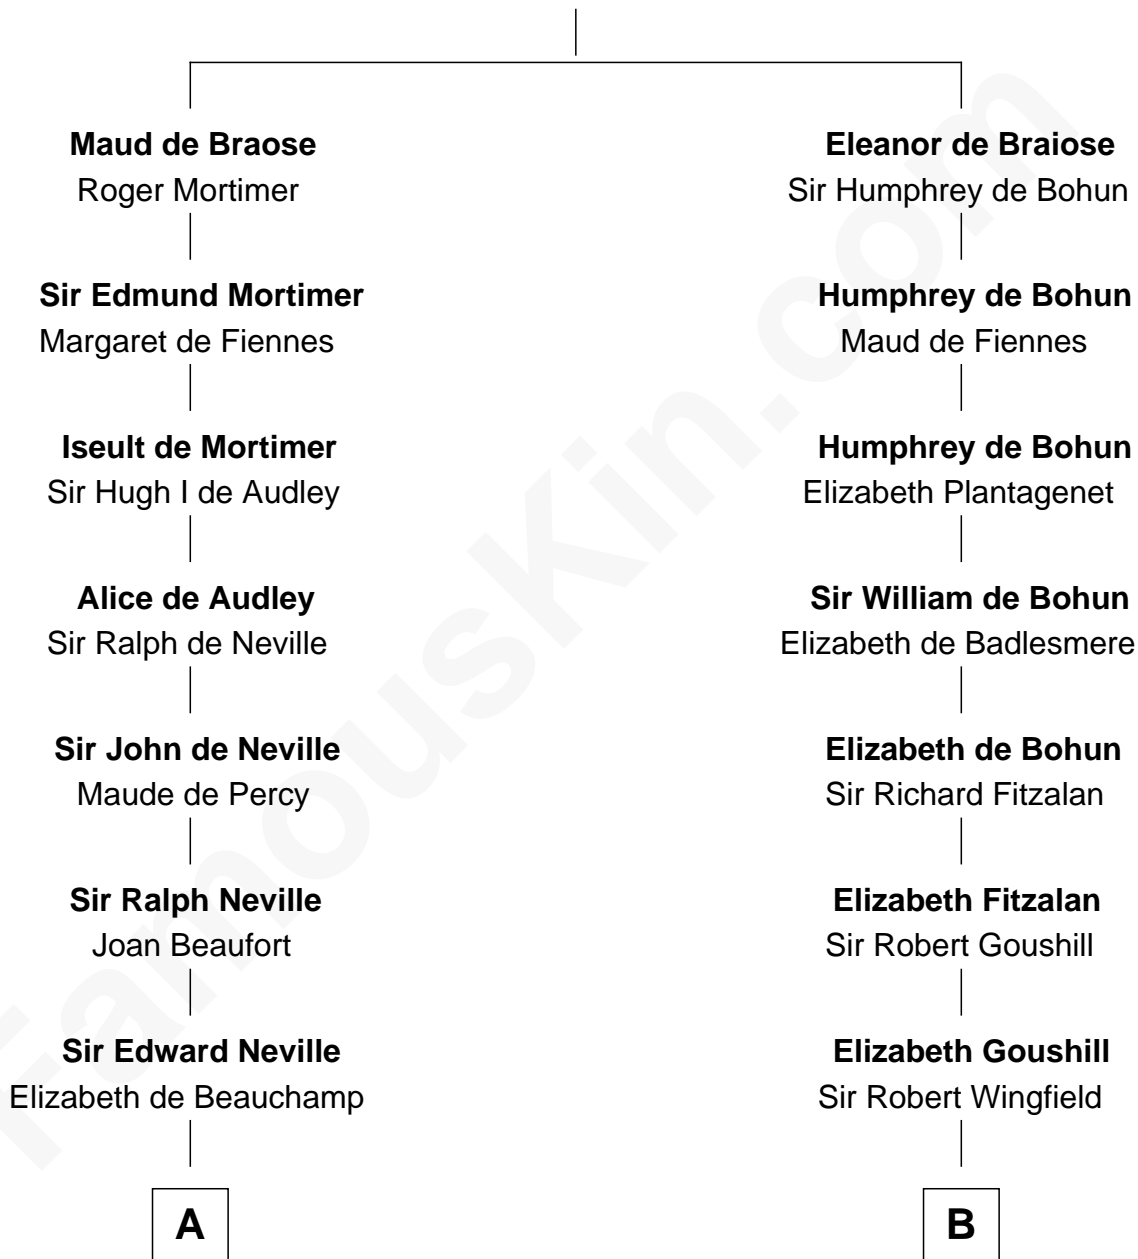 Maud de Braose
Roger Mortimer
Sir Edmund Mortimer
Margaret de Fiennes
Iseult de Mortimer
Sir Hugh I de Audley
Alice de Audley
Sir Ralph de Neville
Sir John de Neville
Maude de Percy
Sir Ralph Neville
Joan Beaufort
Sir Edward Neville
Elizabeth de Beauchamp
A
Eleanor de Braiose
Sir Humphrey de Bohun
Humphrey de Bohun
Maud de Fiennes
Humphrey de Bohun
Elizabeth Plantagenet
Sir William de Bohun
Elizabeth de Badlesmere
Elizabeth de Bohun
Sir Richard Fitzalan
Elizabeth Fitzalan
Sir Robert Goushill
Elizabeth Goushill
Sir Robert Wingfield
B
FamousKin.com